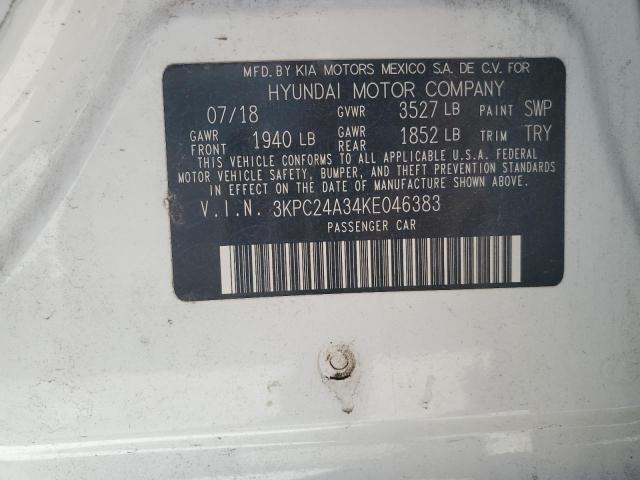 MFD. BY KIA MOTORS MEXICO S.A. DE C.V. FOR
HYUNDAI MOTOR COMPANY
07/18 GVWR 3527 LB PAINT SWP
GAWR FRONT 1940 LB GAWR REAR 1852 LB TRIM TRY
THIS VEHICLE CONFORMS TO ALL APPLICABLE U.S.A. FEDERAL
MOTOR VEHICLE SAFETY, BUMPER, AND THEFT PREVENTION STANDARDS
IN EFFECT ON THE DATE OF MANUFACTURE SHOWN ABOVE.
V.I.N. 3KPC24A34KE046383
PASSENGER CAR